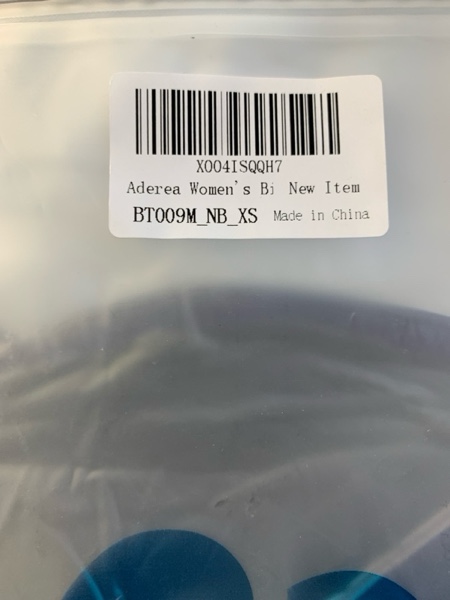 X004ISQQH7
Aderea Women's Bi New Item
BT009M_NB_XS Made in China